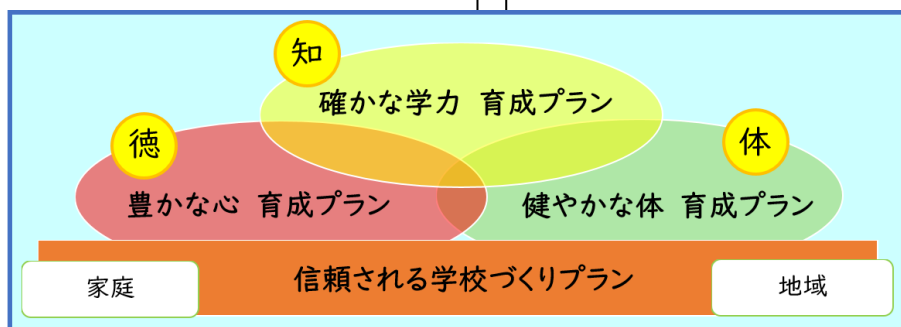 知
確かな学力 育成プラン
徳
体
豊かな心 育成プラン
健やかな体 育成プラン
信頼される学校づくりプラン
家庭
地域